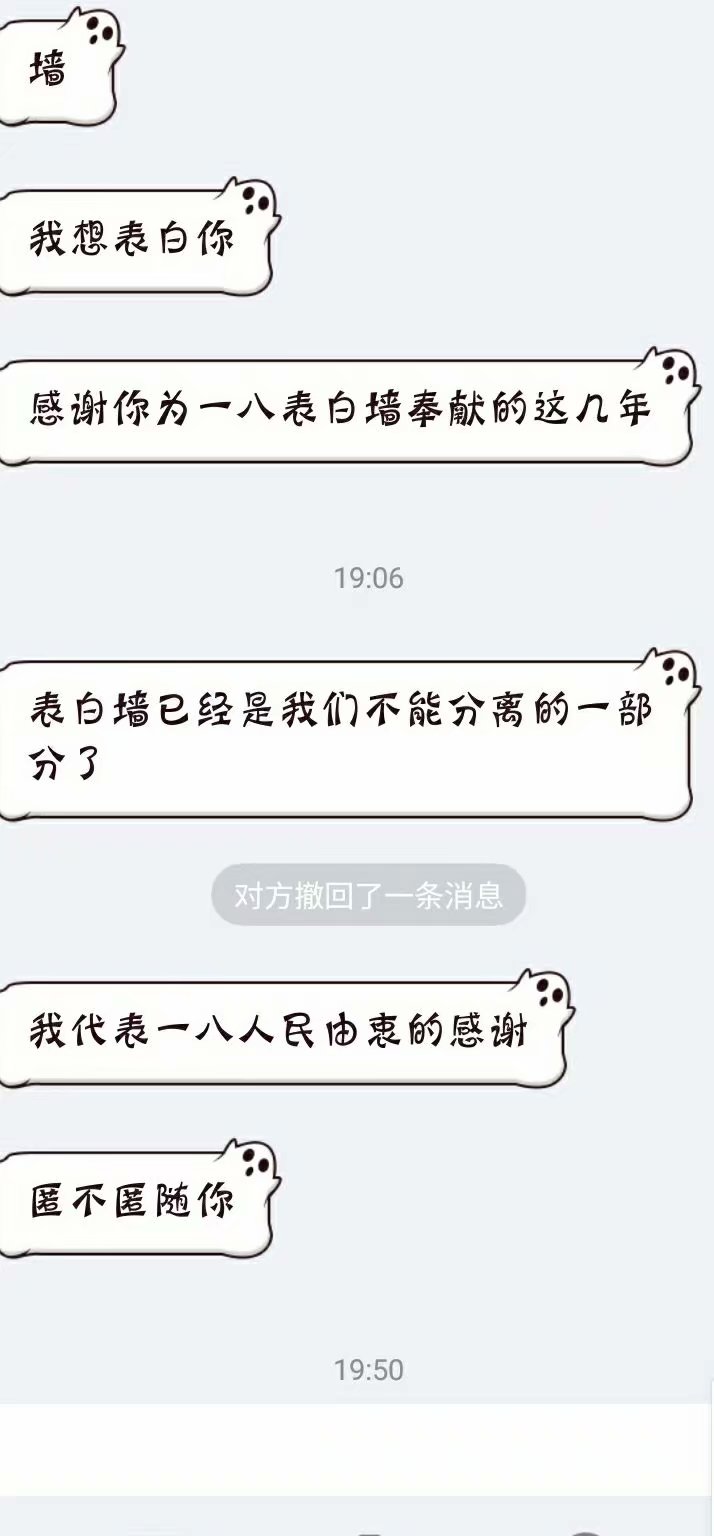 墙
我想表白你
感谢你为一八表白墙奉献的这几年
19:06
表白墙已经是我们不能分离的一部
分了
对方撤回了一条消息
我代表一八人民由衷的感谢
匿不匿随你
19:50